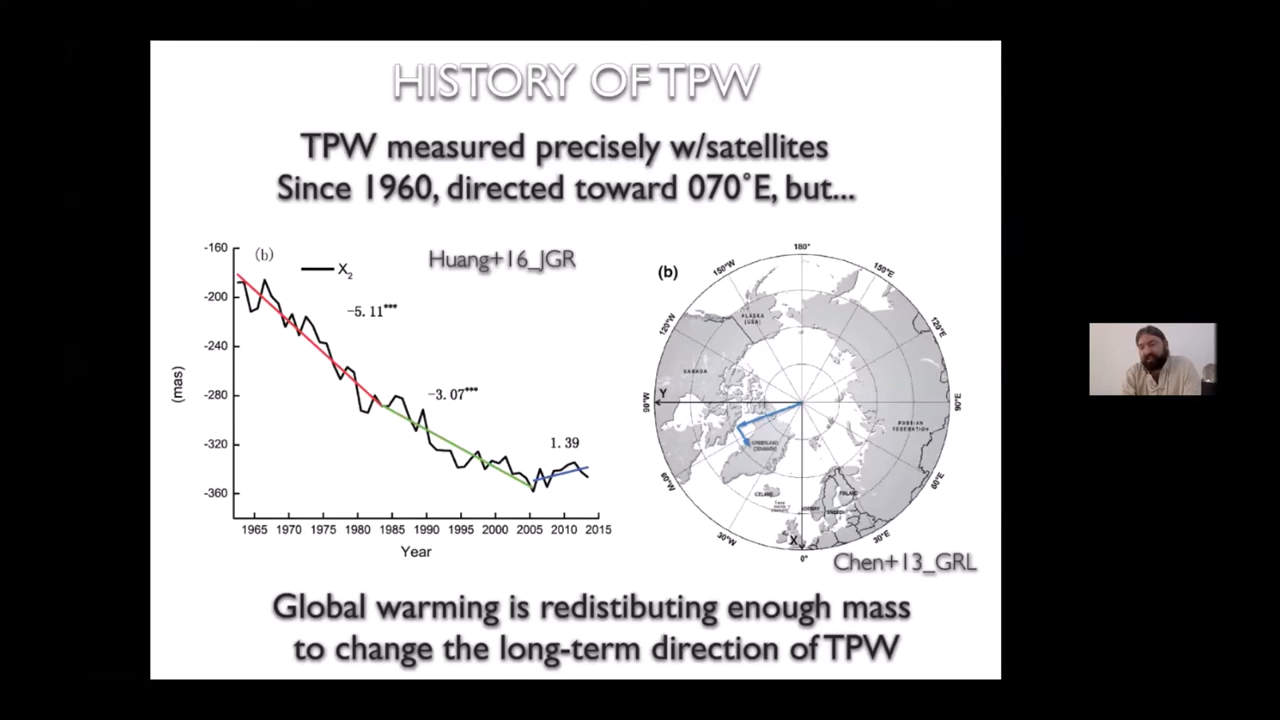 HISTORY OF TPW
TPW measured precisely w/satellites
Since 1960, directed toward 070˚E, but...
(b)
X2
Huang+16_JGR
-160
-200
-240
-280
-320
-360
(mas)
−5.11***
−3.07***
1.39
1965 1970 1975 1980 1985 1990 1995 2000 2005 2010 2015
Year
(b)
180°
150°W
150°E
120°W
120°E
90°W
90°E
60°W
60°E
30°W
30°E
0°
Y
X
ALASKA
(USA)
CANADA
RUSSIAN
FEDERATION
GREENLAND
(DENMARK)
ICELAND
NORWAY
SWEDEN
FINLAND
Chen+13_GRL
Global warming is redistibuting enough mass
to change the long-term direction of TPW